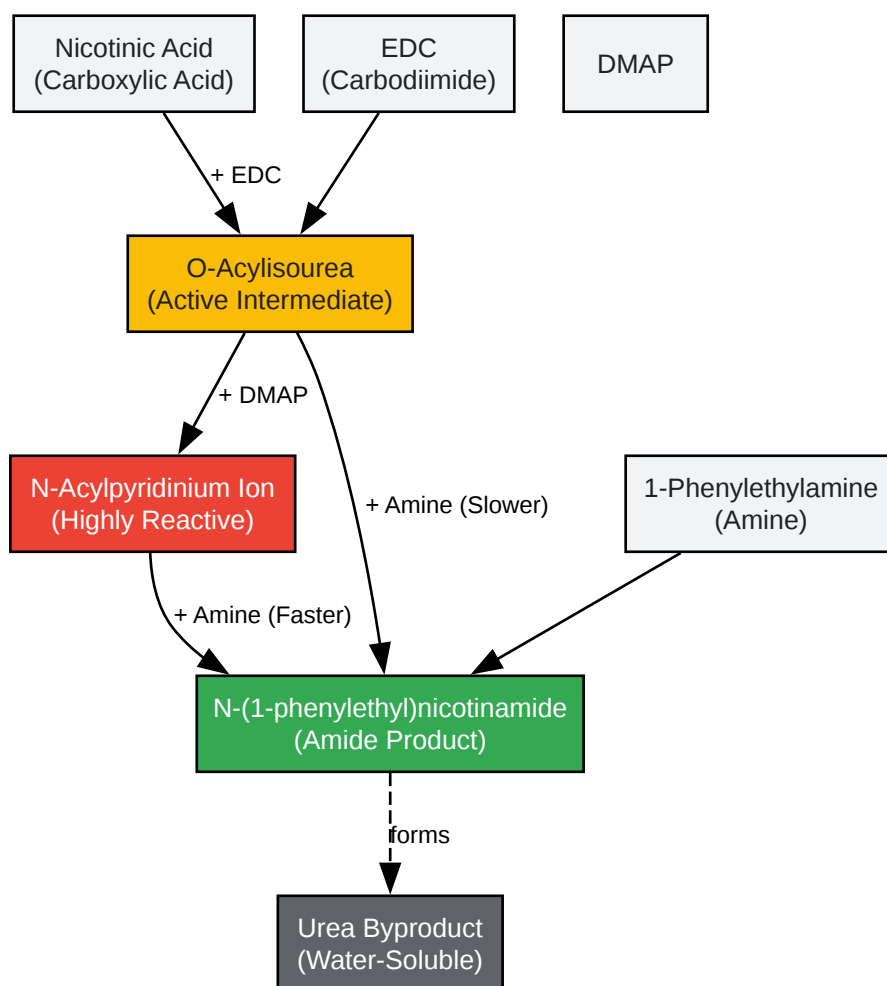 Nicotinic Acid
(Carboxylic Acid)
EDC
(Carbodiimide)
DMAP
+ EDC
O-Acylisourea
(Active Intermediate)
+ DMAP
N-Acylpyridinium Ion
(Highly Reactive)
+ Amine (Slower)
1-Phenylethylamine
(Amine)
+ Amine (Faster)
N-(1-phenylethyl)nicotinamide
(Amide Product)
forms
Urea Byproduct
(Water-Soluble)